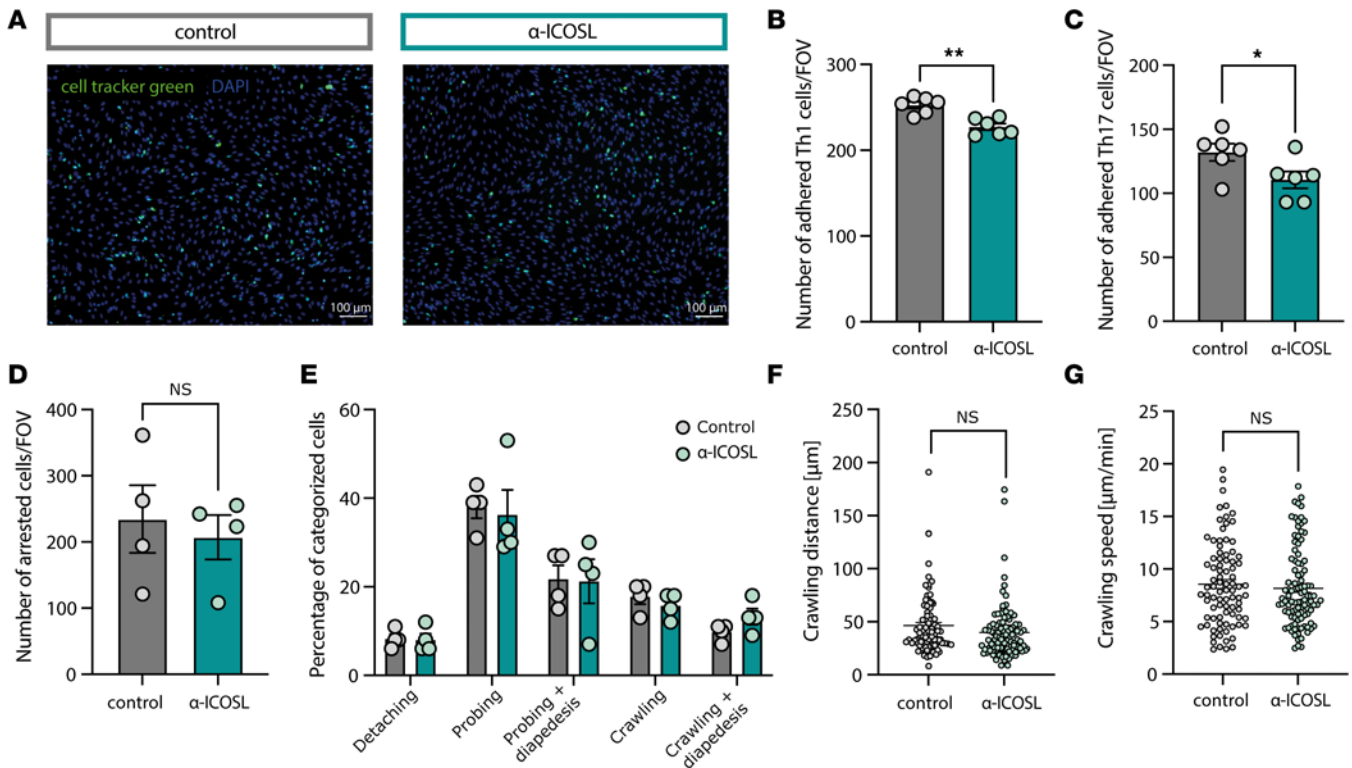 A
control
α-ICOSL
cell tracker green DAPI
100 µm
100 µm
B
Number of adhered Th1 cells/FOV
300
200
100
0
**
control
α-ICOSL
C
Number of adhered Th17 cells/FOV
200
150
100
50
0
*
control
α-ICOSL
D
Number of arrested cells/FOV
400
300
200
100
0
NS
control
α-ICOSL
E
Percentage of categorized cells
60
40
20
0
Control
α-ICOSL
Detaching
Probing
Probing +
diapedesis
Crawling
Crawling +
diapedesis
F
Crawling distance [µm]
250
200
150
100
50
0
NS
control
α-ICOSL
G
Crawling speed [µm/min]
25
20
15
10
5
0
NS
control
α-ICOSL